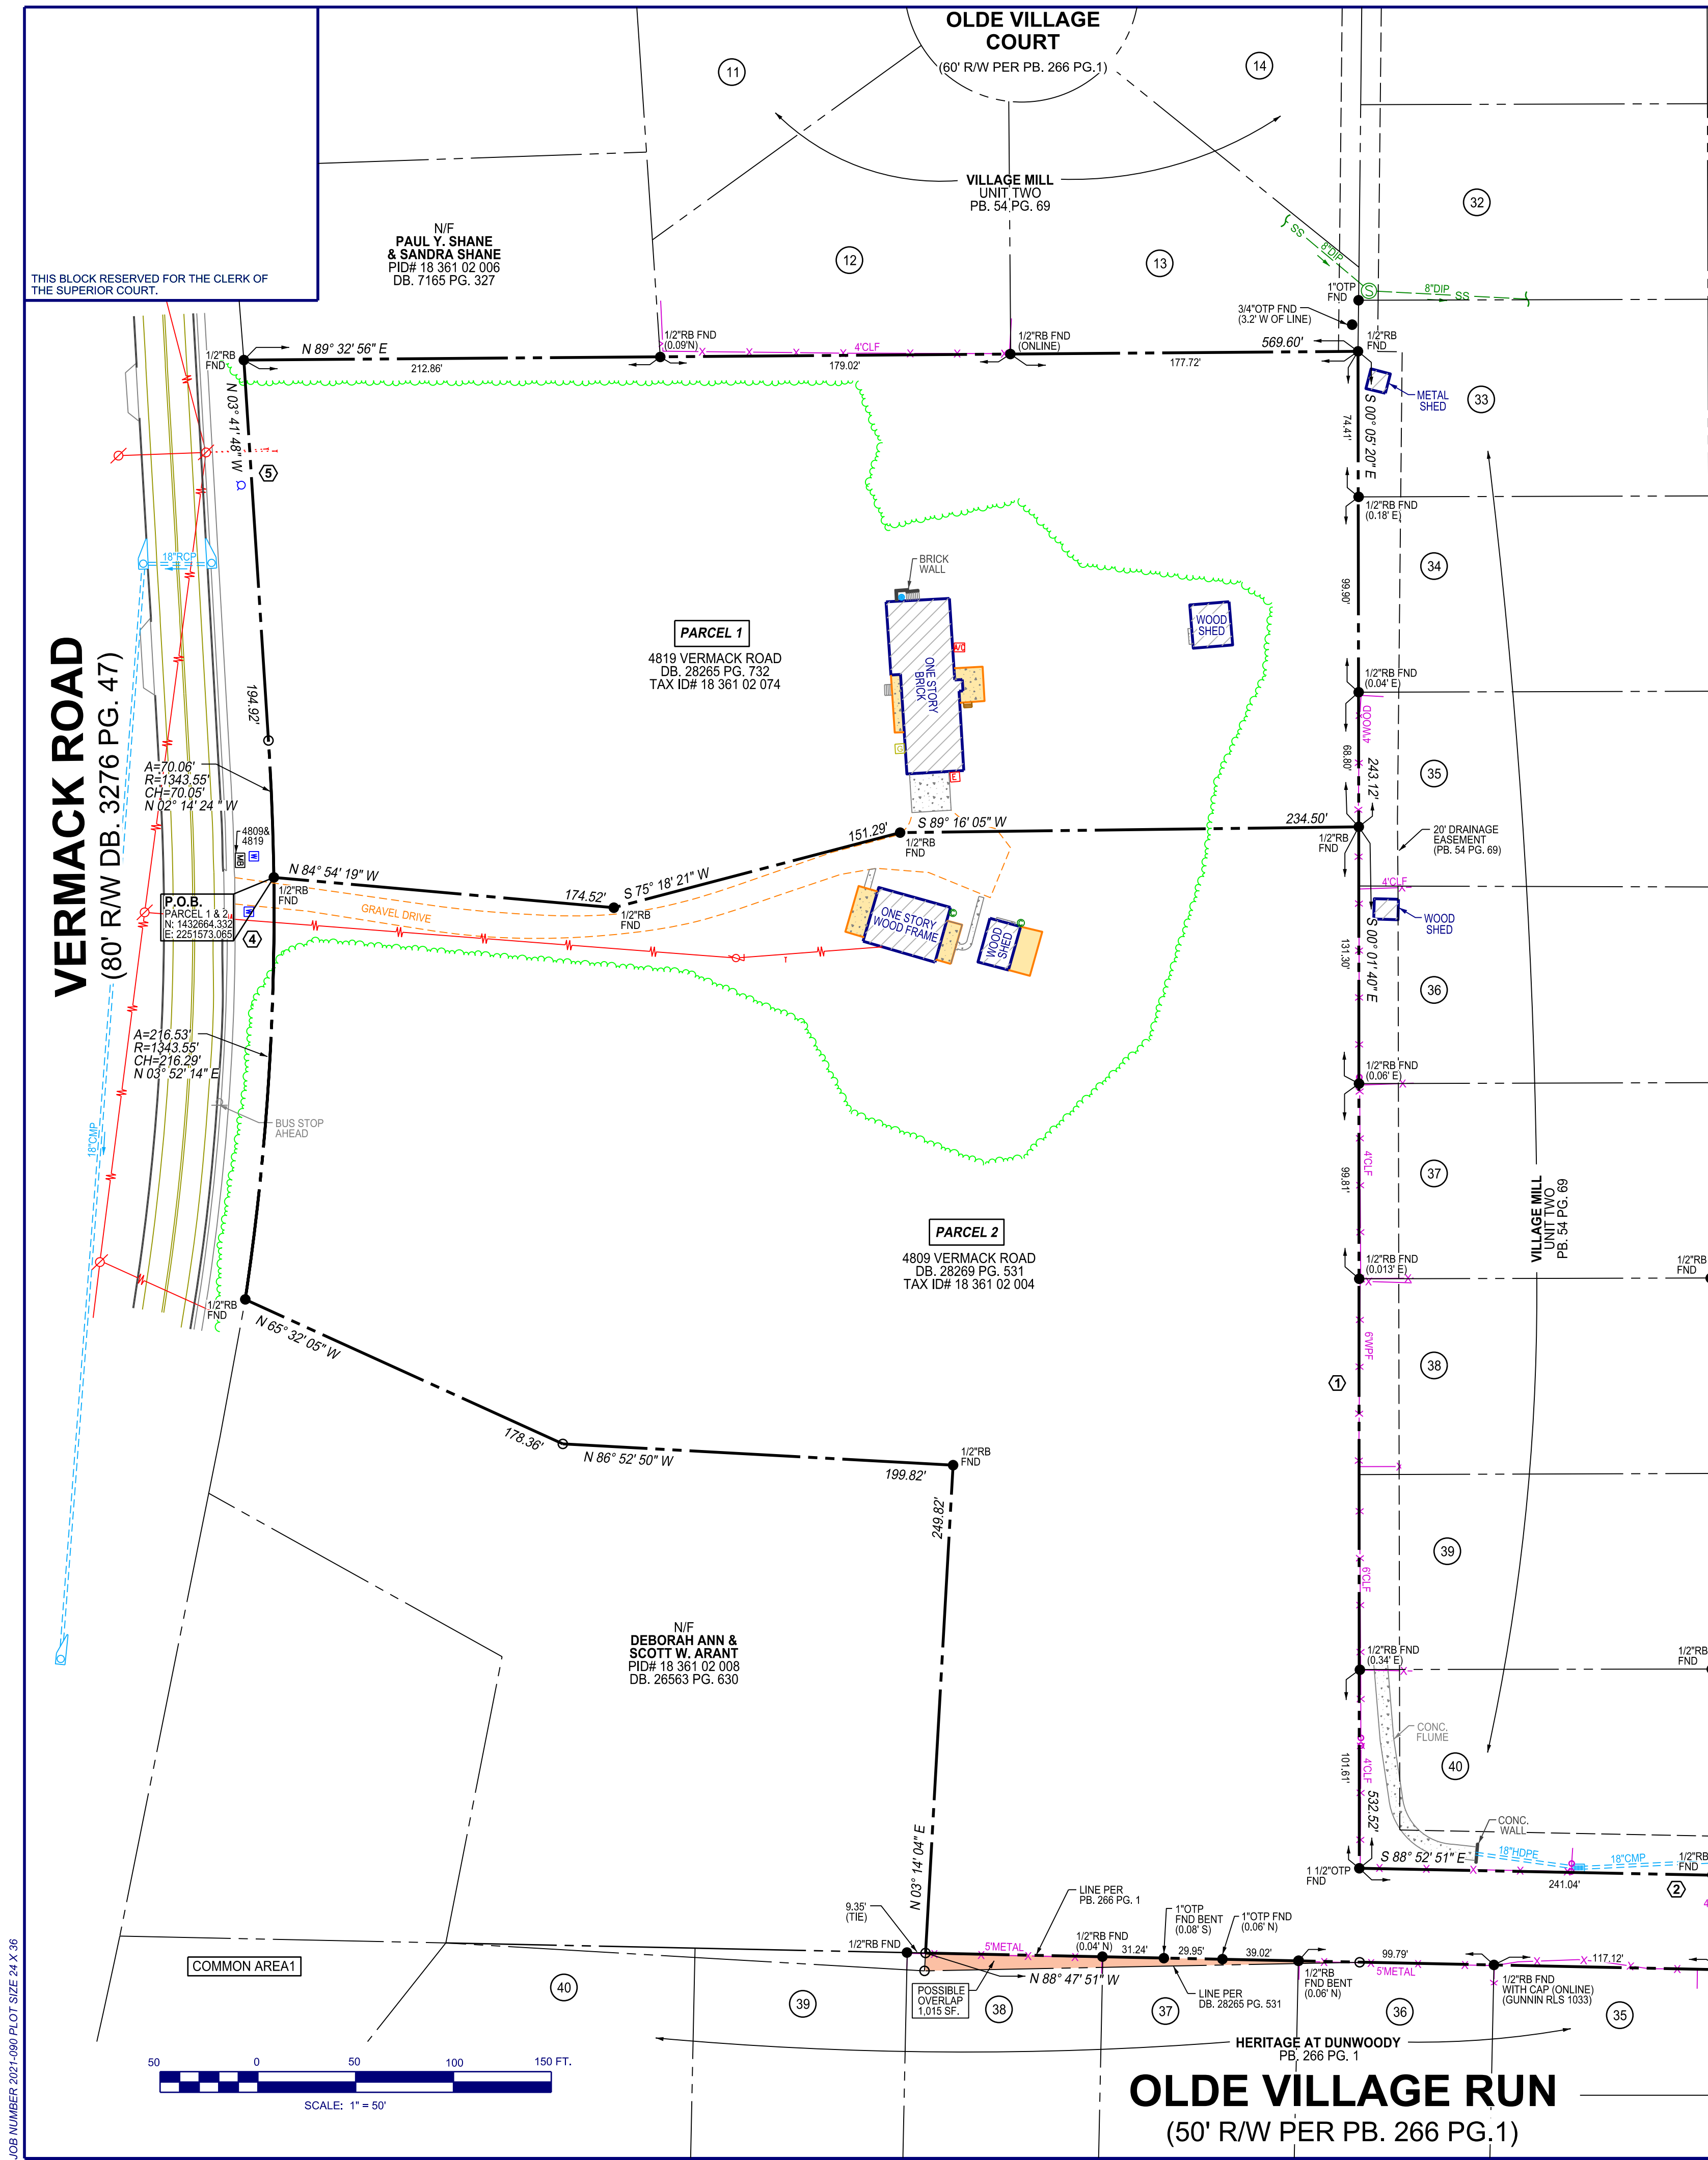 OLDE VILLAGE
COURT
(60' R/W PER PB. 266 PG.1)
11
14
VILLAGE MILL
UNIT TWO
PB. 54 PG. 69
32
N/F
PAUL Y. SHANE
& SANDRA SHANE
PID# 18 361 02 006
DB. 7165 PG. 327
12
13
SS
8"DIP
8"DIP
SS
S
THIS BLOCK RESERVED FOR THE CLERK OF
THE SUPERIOR COURT.
1"OTP
FND
3/4"OTP FND
(3.2' W OF LINE)
1/2"RB
FND
N 89° 32' 56" E
212.86'
1/2"RB FND
(0.09'N)
4'CLF
179.02'
1/2"RB FND
(ONLINE)
177.72'
569.60'
1/2"RB
FND
METAL
SHED
33
N 03° 41' 48" W
5
74.41'
S 00° 05' 20" E
1/2"RB FND
(0.18' E)
18"RCP
BRICK
WALL
34
99.90'
WOOD
SHED
PARCEL 1
4819 VERMACK ROAD
DB. 28265 PG. 732
TAX ID# 18 361 02 074
A/C
ONE STORY
BRICK
G
E
1/2"RB FND
(0.04' E)
4'WOOD
68.80'
243.12'
35
194.92'
VERMACK ROAD
(80' R/W DB. 3276 PG. 47)
A=70.06'
R=1343.55'
CH=70.05'
N 02° 14' 24 " W
4809&
4819
MB
W
N 84° 54' 19" W
174.52'
S 75° 18' 21" W
151.29'
1/2"RB
FND
S 89° 16' 05" W
234.50'
1/2"RB
FND
20' DRAINAGE
EASEMENT
(PB. 54 PG. 69)
P.O.B.
PARCEL 1 & 2
N: 1432664.332
E: 2251573.065
1/2"RB
FND
W
4
GRAVEL DRIVE
1/2"RB
FND
ONE STORY
WOOD FRAME
WOOD
SHED
4'CLF
WOOD
SHED
S 00° 01' 40" E
131.30'
36
A=216.53'
R=1343.55'
CH=216.29'
N 03° 52' 14" E
1/2"RB FND
(0.06' E)
BUS STOP
AHEAD
18"CMP
4'CLF
99.81'
37
VILLAGE MILL
UNIT TWO
PB. 54 PG. 69
PARCEL 2
4809 VERMACK ROAD
DB. 28269 PG. 531
TAX ID# 18 361 02 004
1/2"RB FND
(0.013' E)
1/2"RB
FND
1/2"RB
FND
N 65° 32' 05" W
178.36'
6'WPF
38
1
N 86° 52' 50" W
199.82'
1/2"RB
FND
249.82'
39
6'CLF
N/F
DEBORAH ANN &
SCOTT W. ARANT
PID# 18 361 02 008
DB. 26563 PG. 630
1/2"RB FND
(0.34' E)
1/2"RB
FND
CONC.
FLUME
101.61'
4'CLF
532.52'
40
CONC.
WALL
S 88° 52' 51" E
18"HDPE
18"CMP
1/2"RB
FND
1 1/2"OTP
FND
241.04'
2
N 03° 14' 04" E
LINE PER
PB. 266 PG. 1
9.35'
(TIE)
1/2"RB FND
5'METAL
1/2"RB FND
(0.04' N)
31.24'
1"OTP
FND BENT
(0.08' S)
29.95'
1"OTP FND
(0.06' N)
39.02'
99.79'
5'METAL
117.12'
COMMON AREA1
N 88° 47' 51" W
1/2"RB
FND BENT
(0.06' N)
1/2"RB FND
WITH CAP (ONLINE)
(GUNNIN RLS 1033)
POSSIBLE
OVERLAP
1,015 SF.
LINE PER
DB. 28265 PG. 531
40
39
38
37
36
35
HERITAGE AT DUNWOODY
PB. 266 PG. 1
50
0
50
100
150 FT.
SCALE: 1" = 50'
OLDE VILLAGE RUN
(50' R/W PER PB. 266 PG.1)
JOB NUMBER 2021-090 PLOT SIZE 24 X 36